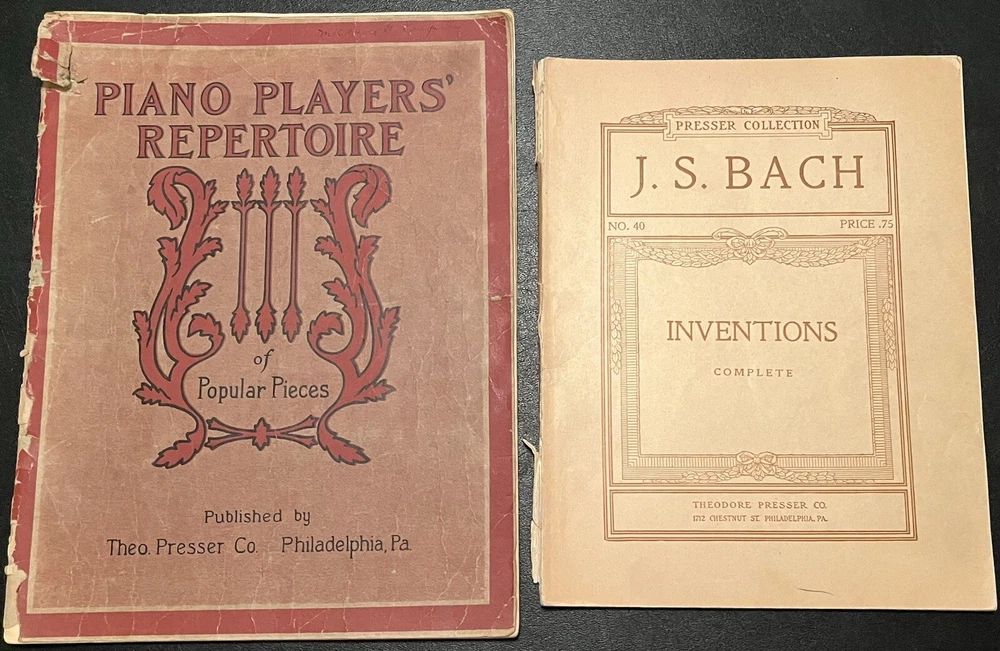 PIANO PLAYERS'
REPERTOIRE
of
Popular Pieces
Published by
Theo. Presser Co. Philadelphia, Pa.
PRESSER COLLECTION
J. S. BACH
NO. 40 PRICE .75
INVENTIONS
COMPLETE
THEODORE PRESSER CO.
1712 CHESTNUT ST. PHILADELPHIA, PA.